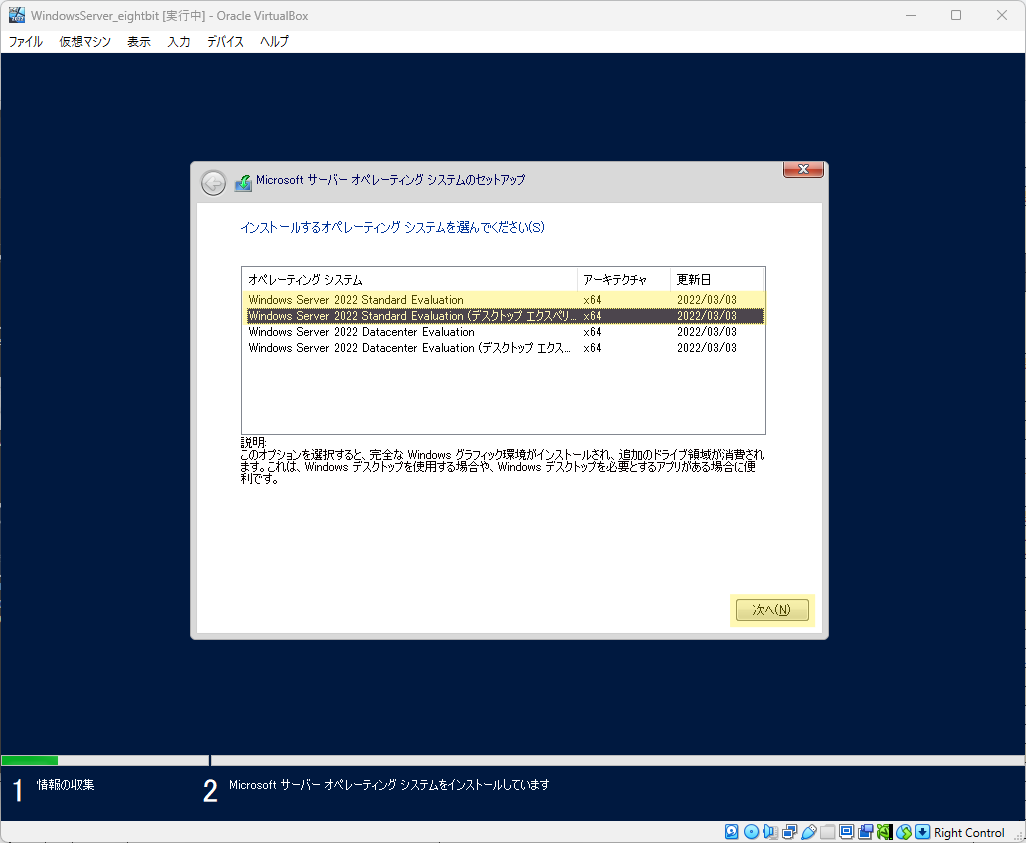 WindowsServer_eightbit [実行中] - Oracle VirtualBox
ファイル 仮想マシン 表示 入力 デバイス ヘルプ
Microsoft サーバー オペレーティング システムのセットアップ
インストールするオペレーティング システムを選んでください(S)
オペレーティング システム アーキテクチャ 更新日
Windows Server 2022 Standard Evaluation x64 2022/03/03
Windows Server 2022 Standard Evaluation (デスクトップ エクスペリ... x64 2022/03/03
Windows Server 2022 Datacenter Evaluation x64 2022/03/03
Windows Server 2022 Datacenter Evaluation (デスクトップ エクス... x64 2022/03/03
説明:
このオプションを選択すると、完全な Windows グラフィック環境がインストールされ、追加のドライブ領域が消費され
ます。これは、Windows デスクトップを使用する場合や、Windows デスクトップを必要とするアプリがある場合に便
利です。
次へ(N)
1 情報の収集 2 Microsoft サーバー オペレーティング システムをインストールしています
Right Control